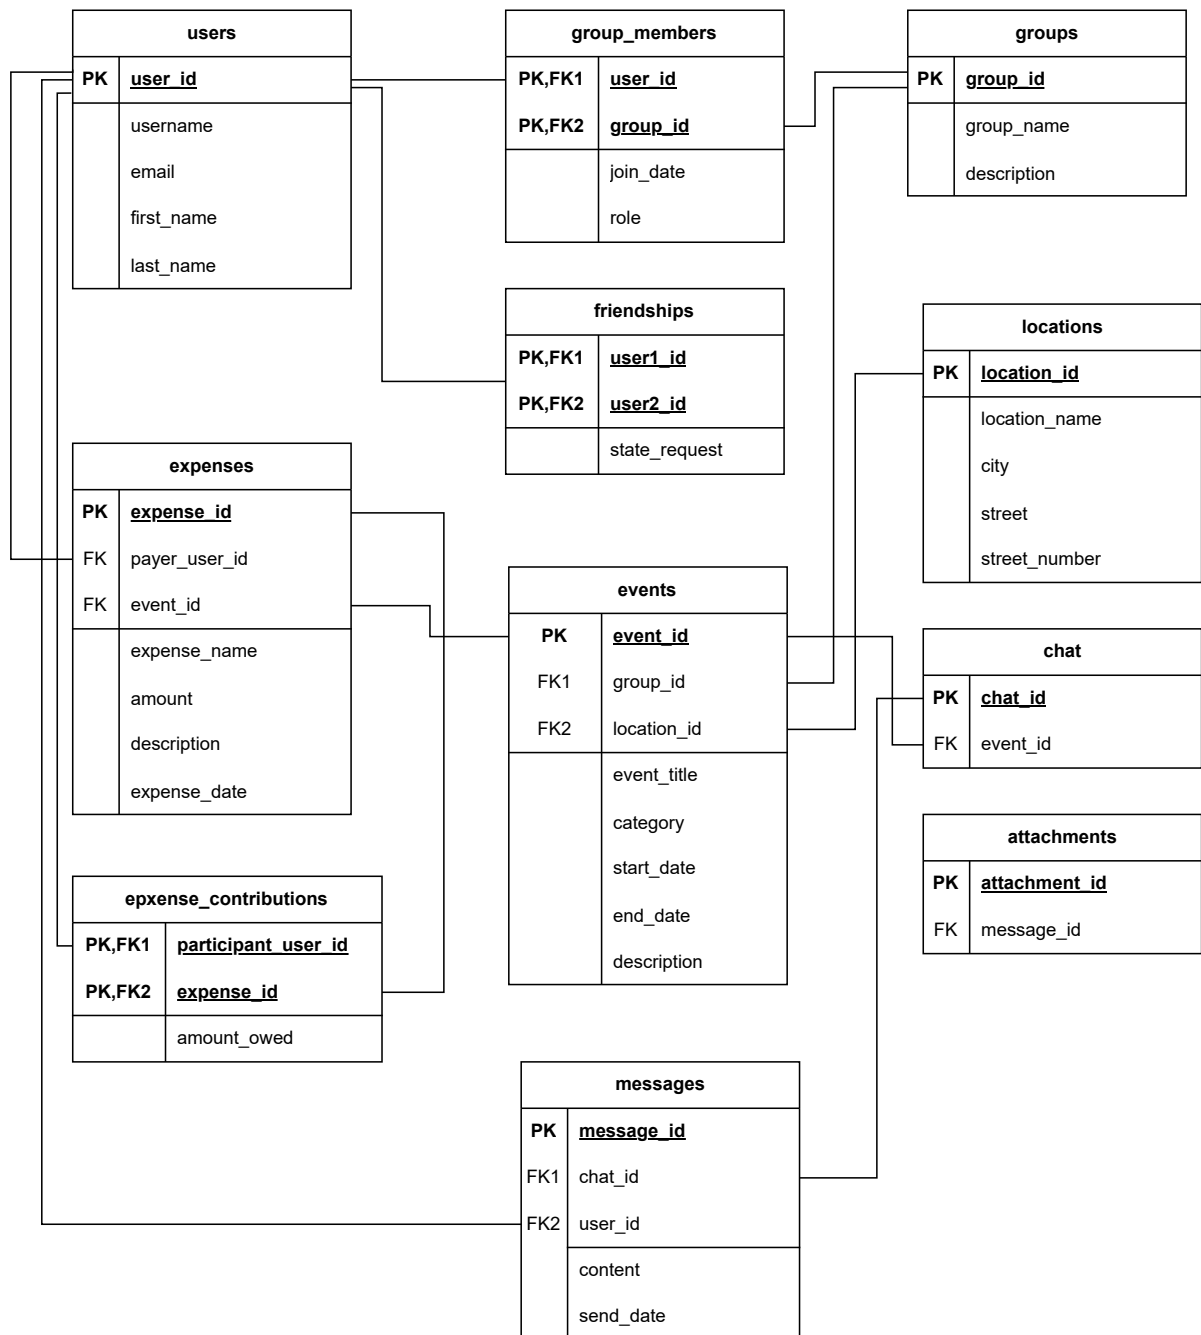 users
PK user_id
username
email
first_name
last_name
group_members
PK,FK1 user_id
PK,FK2 group_id
join_date
role
groups
PK group_id
group_name
description
friendships
PK,FK1 user1_id
PK,FK2 user2_id
state_request
locations
PK location_id
location_name
city
street
street_number
expenses
PK expense_id
FK payer_user_id
FK event_id
expense_name
amount
description
expense_date
events
PK event_id
FK1 group_id
FK2 location_id
event_title
category
start_date
end_date
description
chat
PK chat_id
FK event_id
attachments
PK attachment_id
FK message_id
epxense_contributions
PK,FK1 participant_user_id
PK,FK2 expense_id
amount_owed
messages
PK message_id
FK1 chat_id
FK2 user_id
content
send_date